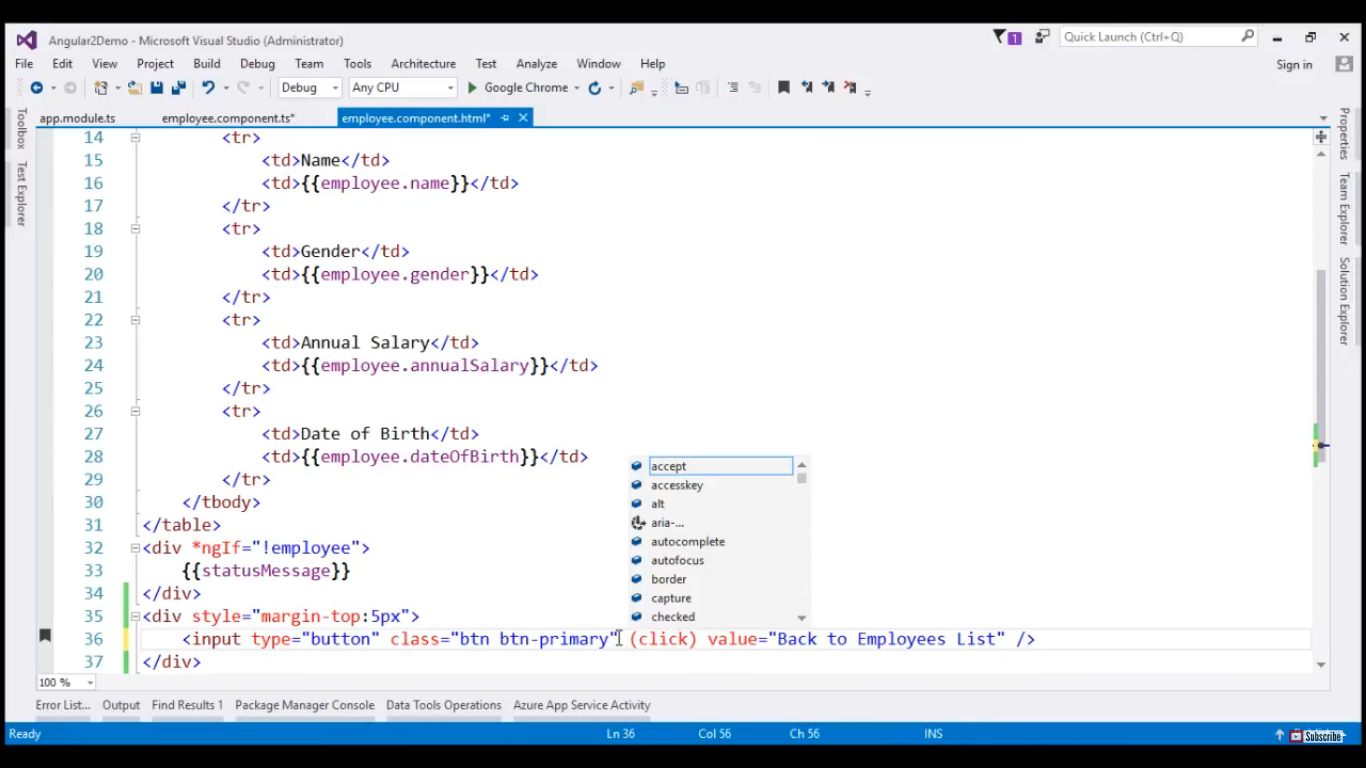 Angular2Demo - Microsoft Visual Studio (Administrator)
1
Quick Launch (Ctrl+Q)
File Edit View Project Build Debug Team Tools Architecture Test Analyze Window Help
Sign in
Debug Any CPU Google Chrome
app.module.ts employee.component.ts* employee.component.html*
Toolbox
Test Explorer
Properties
Team Explorer
Solution Explorer
14 <tr>
15 <td>Name</td>
16 <td>{{employee.name}}</td>
17 </tr>
18 <tr>
19 <td>Gender</td>
20 <td>{{employee.gender}}</td>
21 </tr>
22 <tr>
23 <td>Annual Salary</td>
24 <td>{{employee.annualSalary}}</td>
25 </tr>
26 <tr>
27 <td>Date of Birth</td>
28 <td>{{employee.dateOfBirth}}</td>
29 </tr>
30 </tbody>
31 </table>
32 <div *ngIf="!employee">
33 {{statusMessage}}
34 </div>
35 <div style="margin-top:5px">
36 <input type="button" class="btn btn-primary" (click) value="Back to Employees List" />
37 </div>
accept
accesskey
alt
aria-...
autocomplete
autofocus
border
capture
checked
100 %
Error List... Output Find Results 1 Package Manager Console Data Tools Operations Azure App Service Activity
Ready Ln 36 Col 56 Ch 56 INS
Subscribe